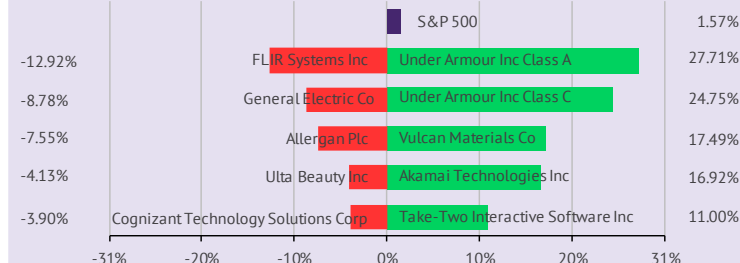 S&P 500 1.57%
-12.92% FLIR Systems Inc Under Armour Inc Class A 27.71%
-8.78% General Electric Co Under Armour Inc Class C 24.75%
-7.55% Allergan Plc Vulcan Materials Co 17.49%
-4.13% Ulta Beauty Inc Akamai Technologies Inc 16.92%
-3.90% Cognizant Technology Solutions Corp Take-Two Interactive Software Inc 11.00%
-31% -20% -10% 0% 10% 20% 31%